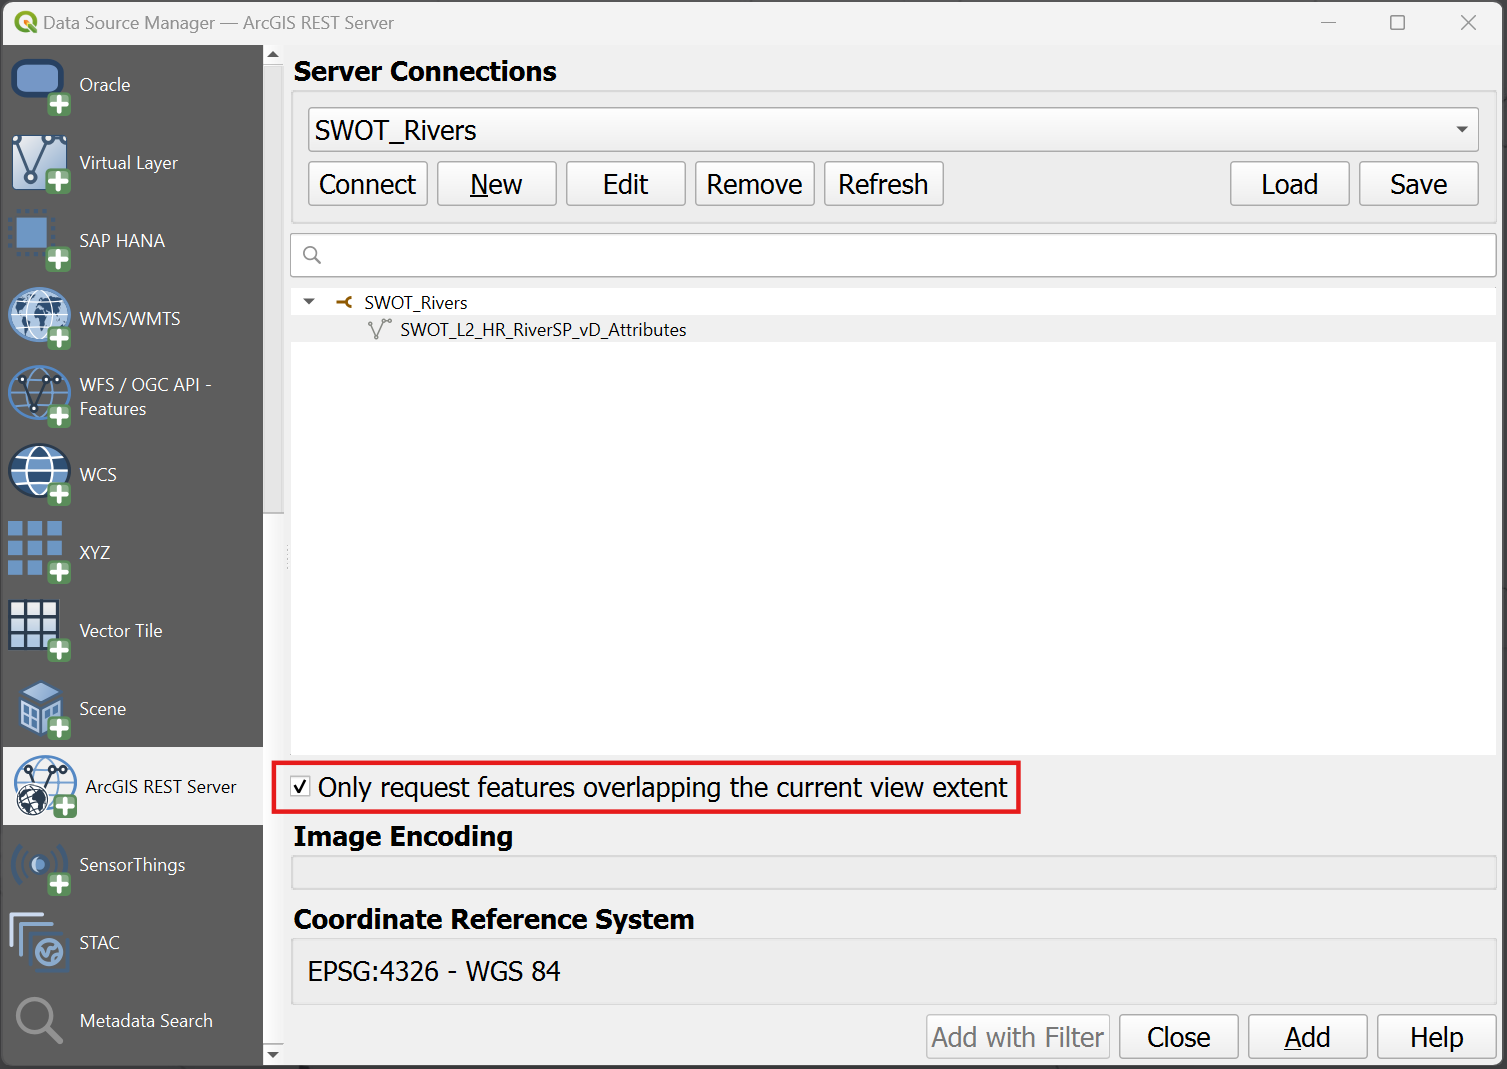 Data Source Manager — ArcGIS REST Server
Oracle
Virtual Layer
SAP HANA
WMS/WMTS
WFS / OGC API -
Features
WCS
XYZ
Vector Tile
Scene
ArcGIS REST Server
SensorThings
STAC
Metadata Search
Server Connections
SWOT_Rivers
Connect New Edit Remove Refresh Load Save
SWOT_Rivers
SWOT_L2_HR_RiverSP_vD_Attributes
Only request features overlapping the current view extent
Image Encoding
Coordinate Reference System
EPSG:4326 - WGS 84
Add with Filter Close Add Help